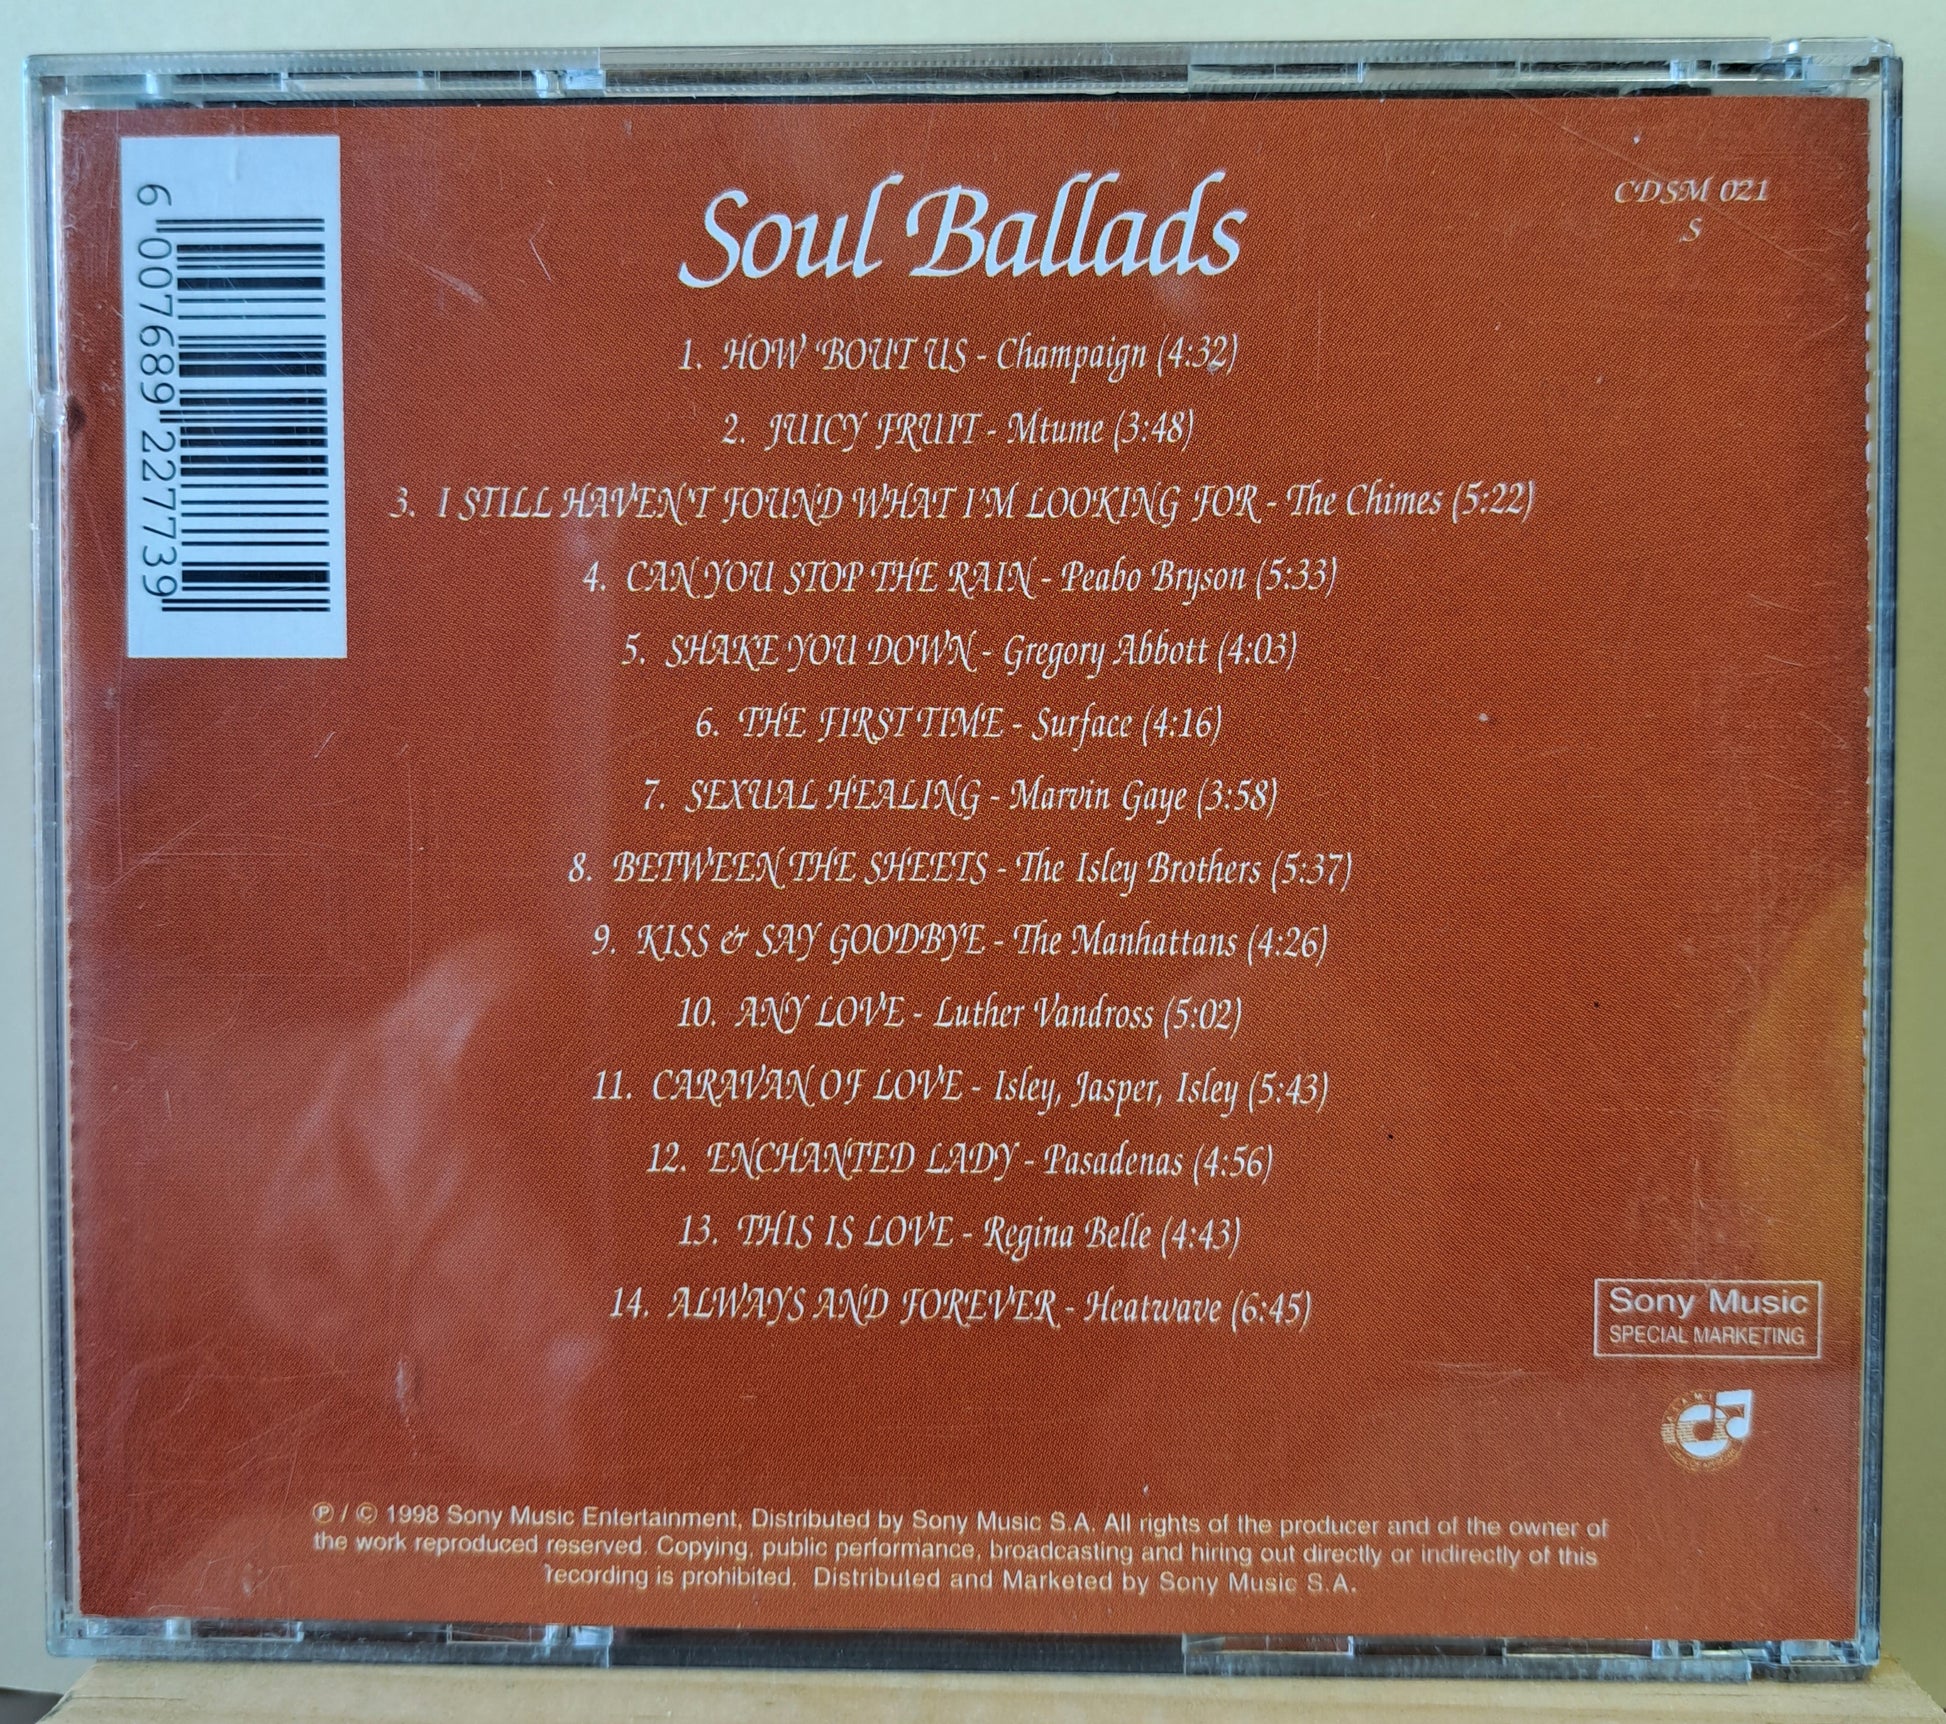 Soul Ballads
CDSM 021
S
6 007689 227739
1. HOW 'BOUT US - Champaign (4:32)
2. JUICY FRUIT - Mtume (3:48)
3. I STILL HAVEN'T FOUND WHAT I'M LOOKING FOR - The Chimes (5:22)
4. CAN YOU STOP THE RAIN - Peabo Bryson (5:33)
5. SHAKE YOU DOWN - Gregory Abbott (4:03)
6. THE FIRST TIME - Surface (4:16)
7. SEXUAL HEALING - Marvin Gaye (3:58)
8. BETWEEN THE SHEETS - The Isley Brothers (5:37)
9. KISS & SAY GOODBYE - The Manhattans (4:26)
10. ANY LOVE - Luther Vandross (5:02)
11. CARAVAN OF LOVE - Isley, Jasper, Isley (5:43)
12. ENCHANTED LADY - Pasadenas (4:56)
13. THIS IS LOVE - Regina Belle (4:43)
14. ALWAYS AND FOREVER - Heatwave (6:45)
Sony Music
SPECIAL MARKETING
℗ / © 1998 Sony Music Entertainment, Distributed by Sony Music S.A. All rights of the producer and of the owner of
the work reproduced reserved. Copying, public performance, broadcasting and hiring out directly or indirectly of this
recording is prohibited. Distributed and Marketed by Sony Music S.A.